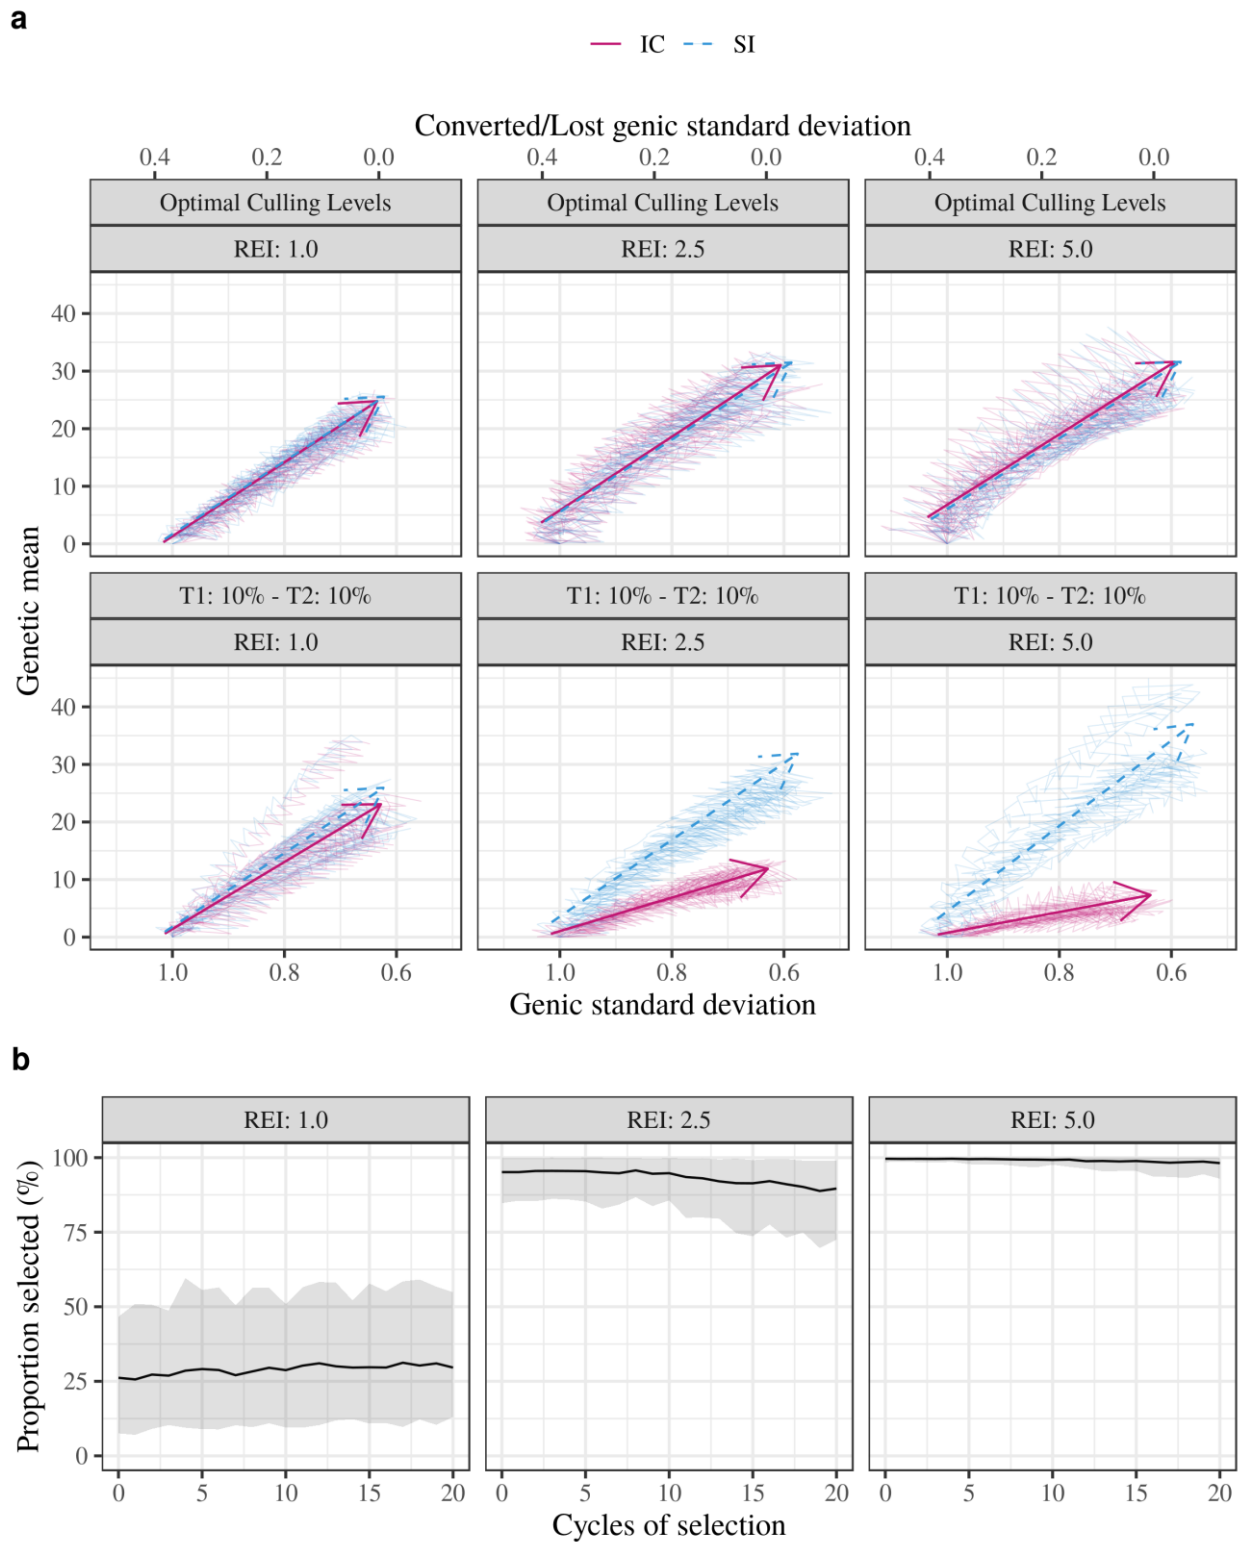 a
IC SI
Converted/Lost genic standard deviation
0.4 0.2 0.0 0.4 0.2 0.0 0.4 0.2 0.0
Optimal Culling Levels Optimal Culling Levels Optimal Culling Levels
REI: 1.0 REI: 2.5 REI: 5.0
40
30
20
10
0
Genetic mean
T1: 10% - T2: 10% T1: 10% - T2: 10% T1: 10% - T2: 10%
REI: 1.0 REI: 2.5 REI: 5.0
40
30
20
10
0
1.0 0.8 0.6 1.0 0.8 0.6 1.0 0.8 0.6
Genic standard deviation
b
REI: 1.0 REI: 2.5 REI: 5.0
Proportion selected (%)
100
75
50
25
0
0 5 10 15 20 0 5 10 15 20 0 5 10 15 20
Cycles of selection